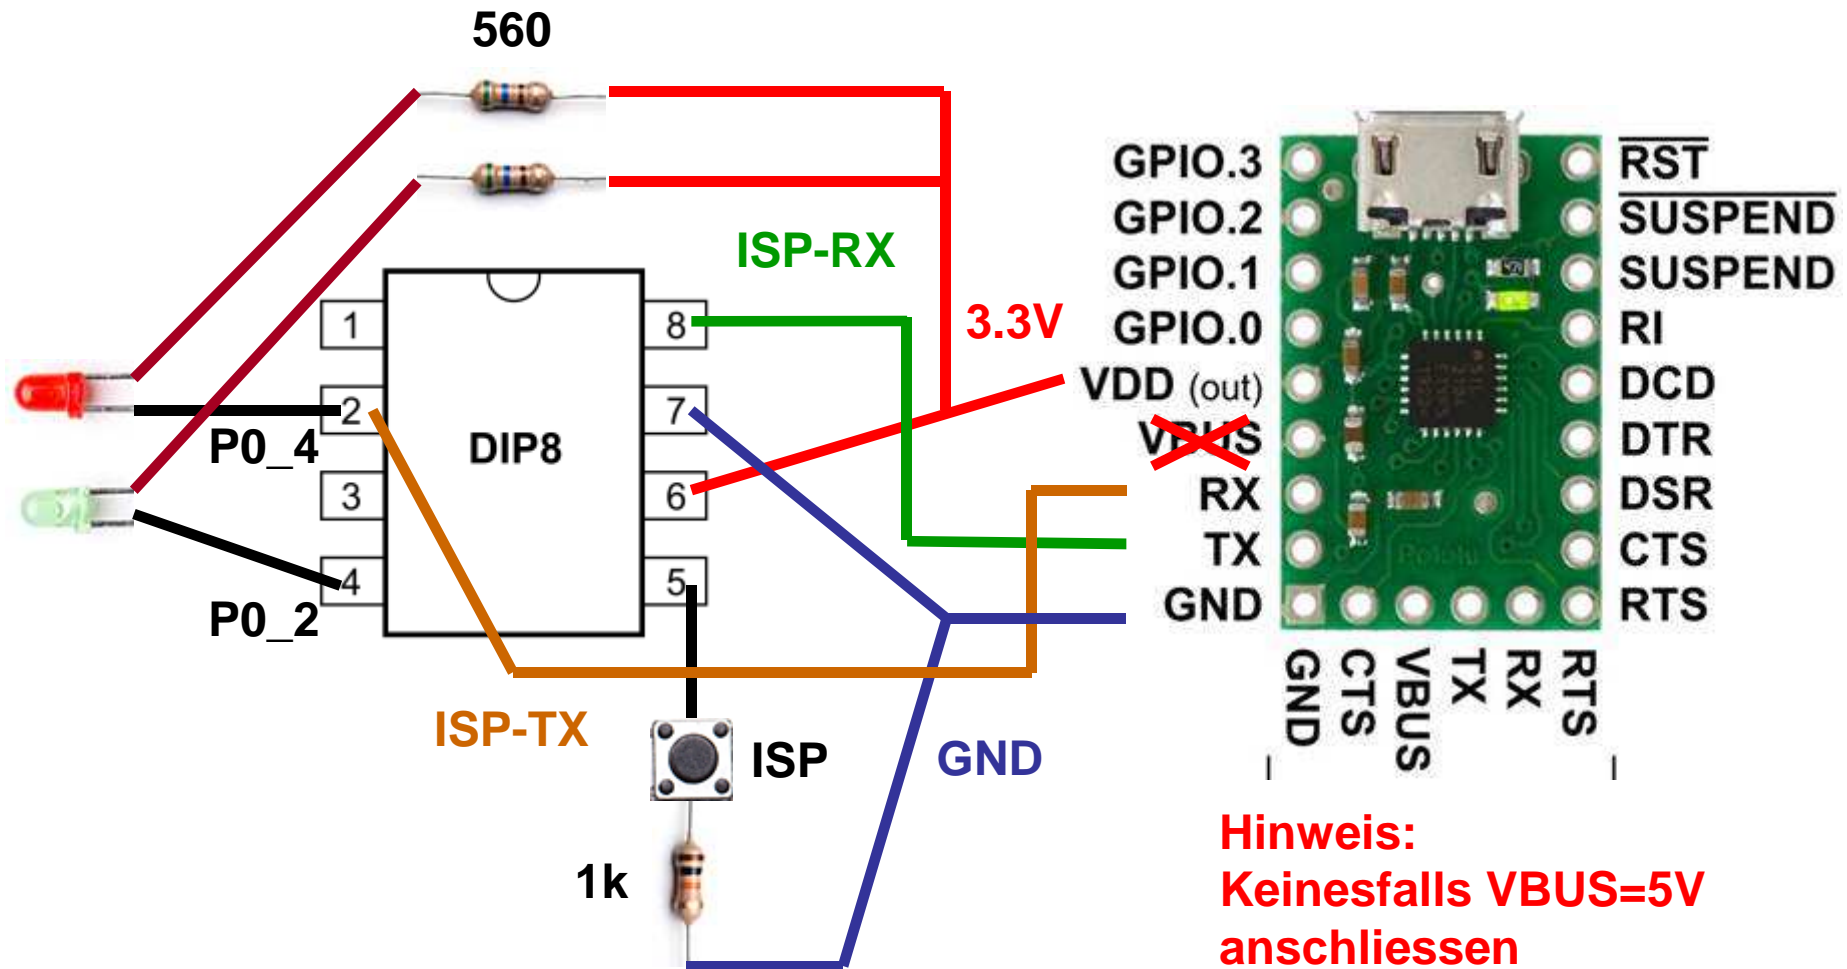 560
ISP-RX
3.3V
1
2
3
4
8
7
6
5
DIP8
P0_4
P0_2
ISP-TX
ISP
GND
1k
GPIO.3
GPIO.2
GPIO.1
GPIO.0
VDD (out)
VBUS
RX
TX
GND
RST
SUSPEND
SUSPEND
RI
DCD
DTR
DSR
CTS
RTS
Pololu
GND
CTS
VBUS
TX
RX
RTS
Hinweis:
Keinesfalls VBUS=5V
anschliessen